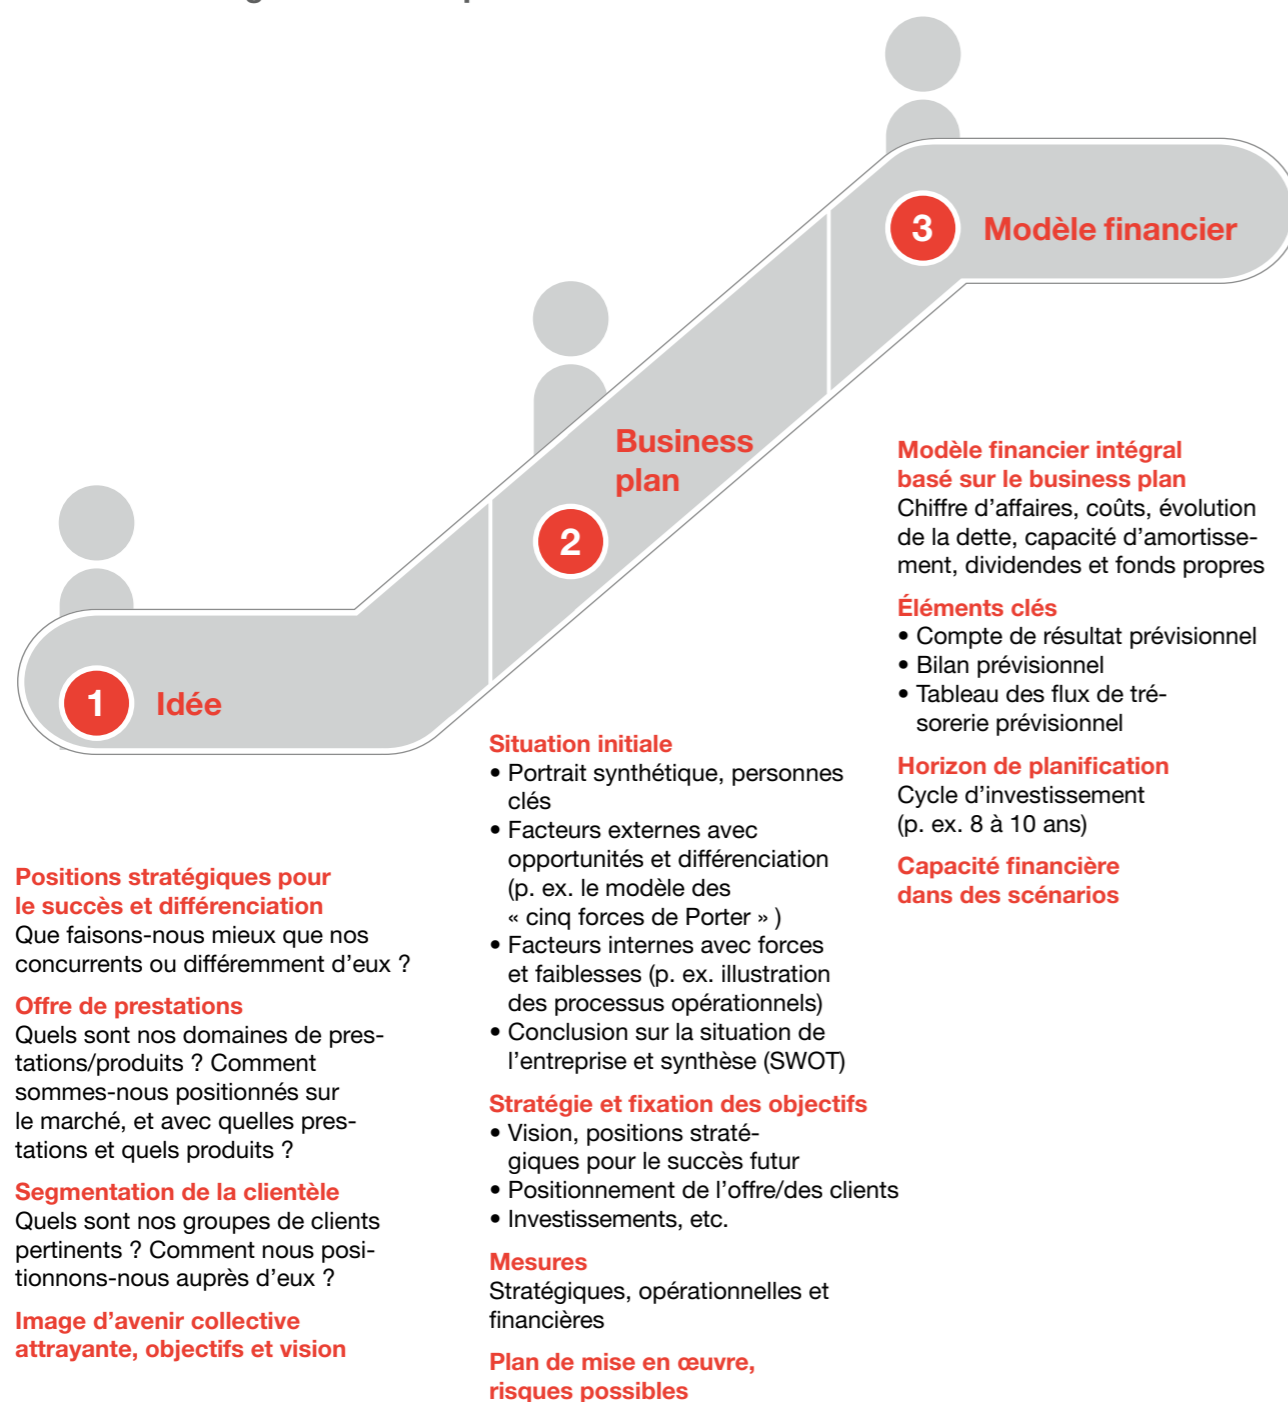 1 Idée
2 Business
plan
3 Modèle financier
Positions stratégiques pour
le succès et différenciation
Que faisons-nous mieux que nos
concurrents ou différemment d’eux ?
Offre de prestations
Quels sont nos domaines de pres-
tations/produits ? Comment
sommes-nous positionnés sur
le marché, et avec quelles pres-
tations et quels produits ?
Segmentation de la clientèle
Quels sont nos groupes de clients
pertinents ? Comment nous posi-
tionnons-nous auprès d’eux ?
Image d’avenir collective
attrayante, objectifs et vision
Situation initiale
• Portrait synthétique, personnes
clés
• Facteurs externes avec
opportunités et différenciation
(p. ex. le modèle des
« cinq forces de Porter » )
• Facteurs internes avec forces
et faiblesses (p. ex. illustration
des processus opérationnels)
• Conclusion sur la situation de
l’entreprise et synthèse (SWOT)
Stratégie et fixation des objectifs
• Vision, positions straté-
giques pour le succès futur
• Positionnement de l’offre/des clients
• Investissements, etc.
Mesures
Stratégiques, opérationnelles et
financières
Plan de mise en œuvre,
risques possibles
Modèle financier intégral
basé sur le business plan
Chiffre d’affaires, coûts, évolution
de la dette, capacité d’amortisse-
ment, dividendes et fonds propres
Éléments clés
• Compte de résultat prévisionnel
• Bilan prévisionnel
• Tableau des flux de tré-
sorerie prévisionnel
Horizon de planification
Cycle d’investissement
(p. ex. 8 à 10 ans)
Capacité financière
dans des scénarios